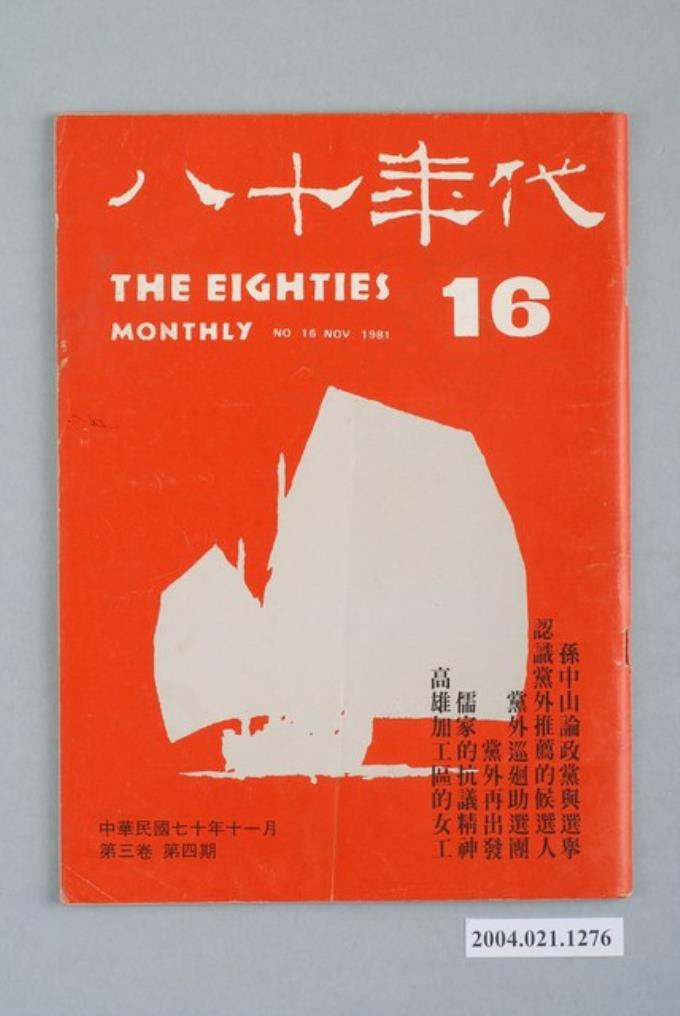 八十年代
THE EIGHTIES
MONTHLY NO 16 NOV 1981
16
孫中山論政黨與選舉
認識黨外推薦的候選人
黨外巡廻助選團
黨外再出發
儒家的抗議精神
高雄加工區的女工
中華民國七十年十一月
第三卷 第四期
2004.021.1276